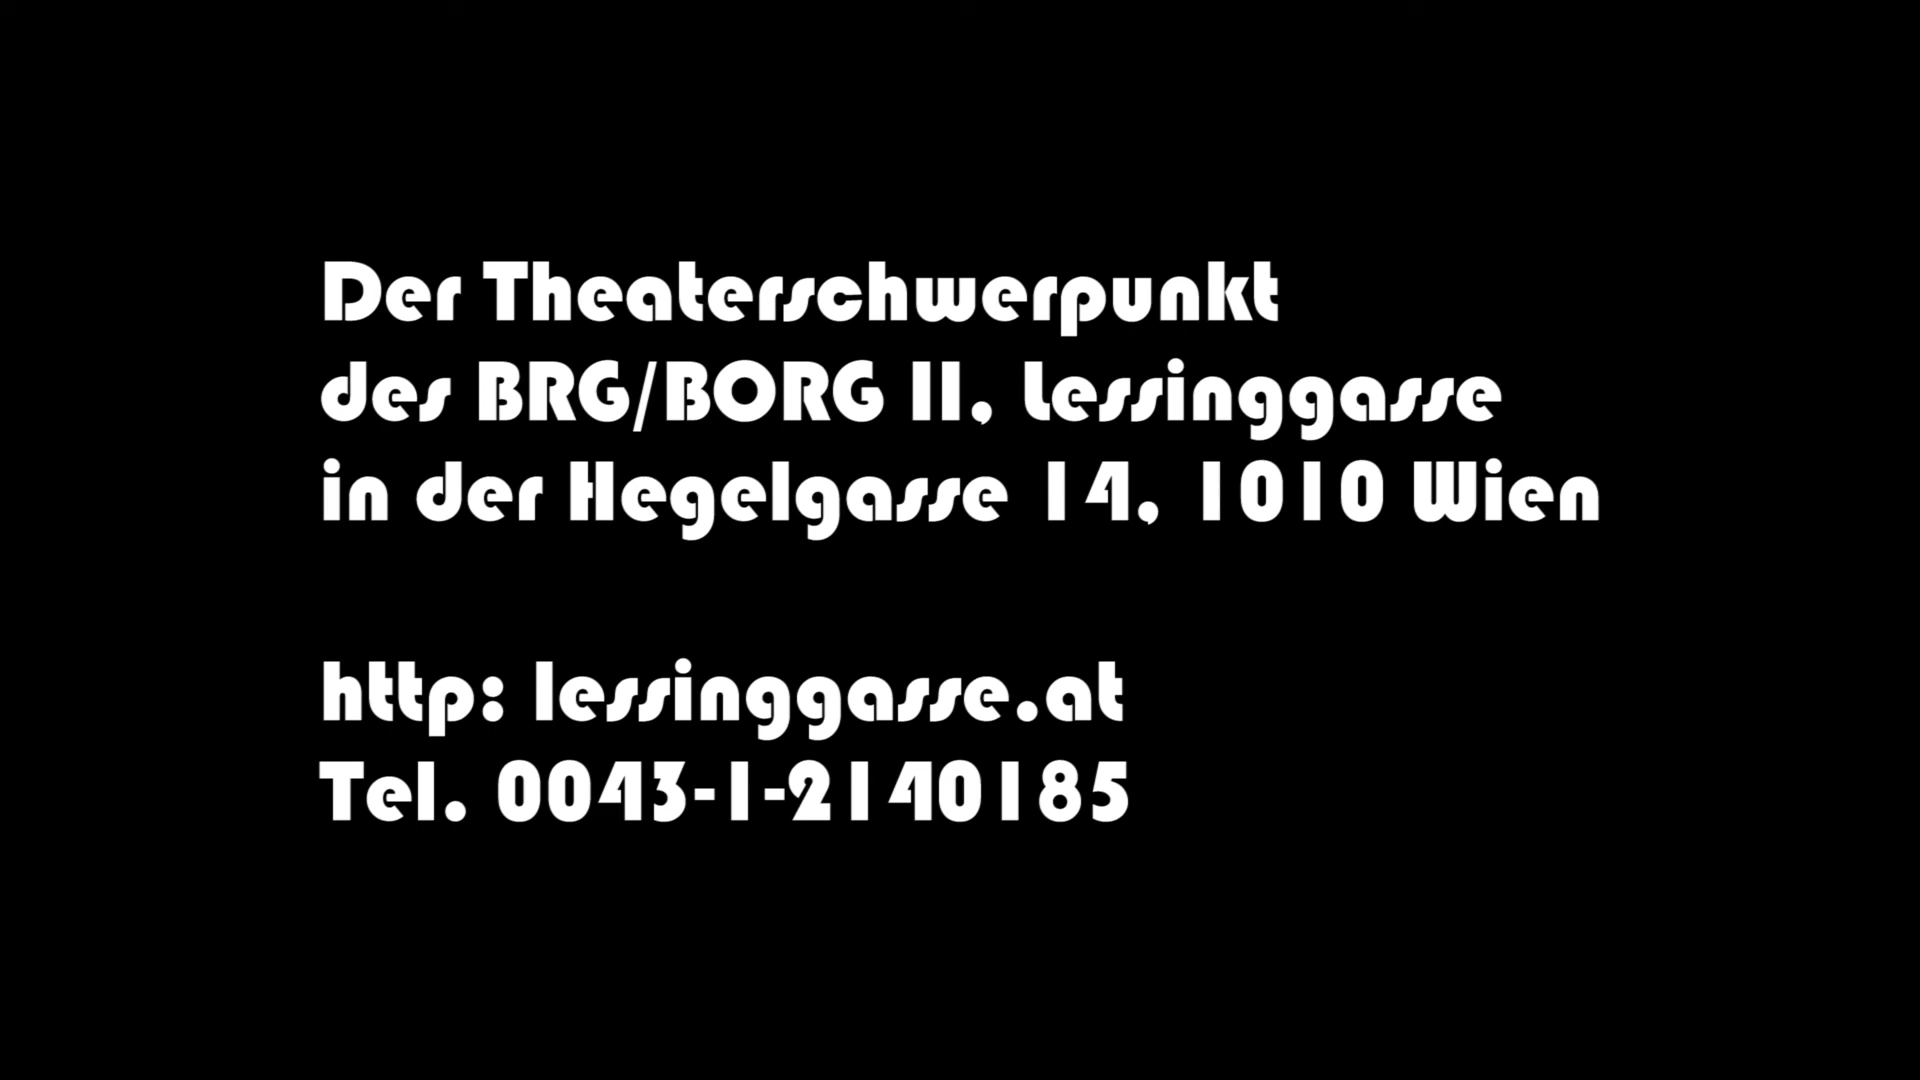 Der Theaterschwerpunkt
des BRG/BORG II, Lessinggasse
in der Hegelgasse 14, 1010 Wien
http: lessinggasse.at
Tel. 0043-1-2140185